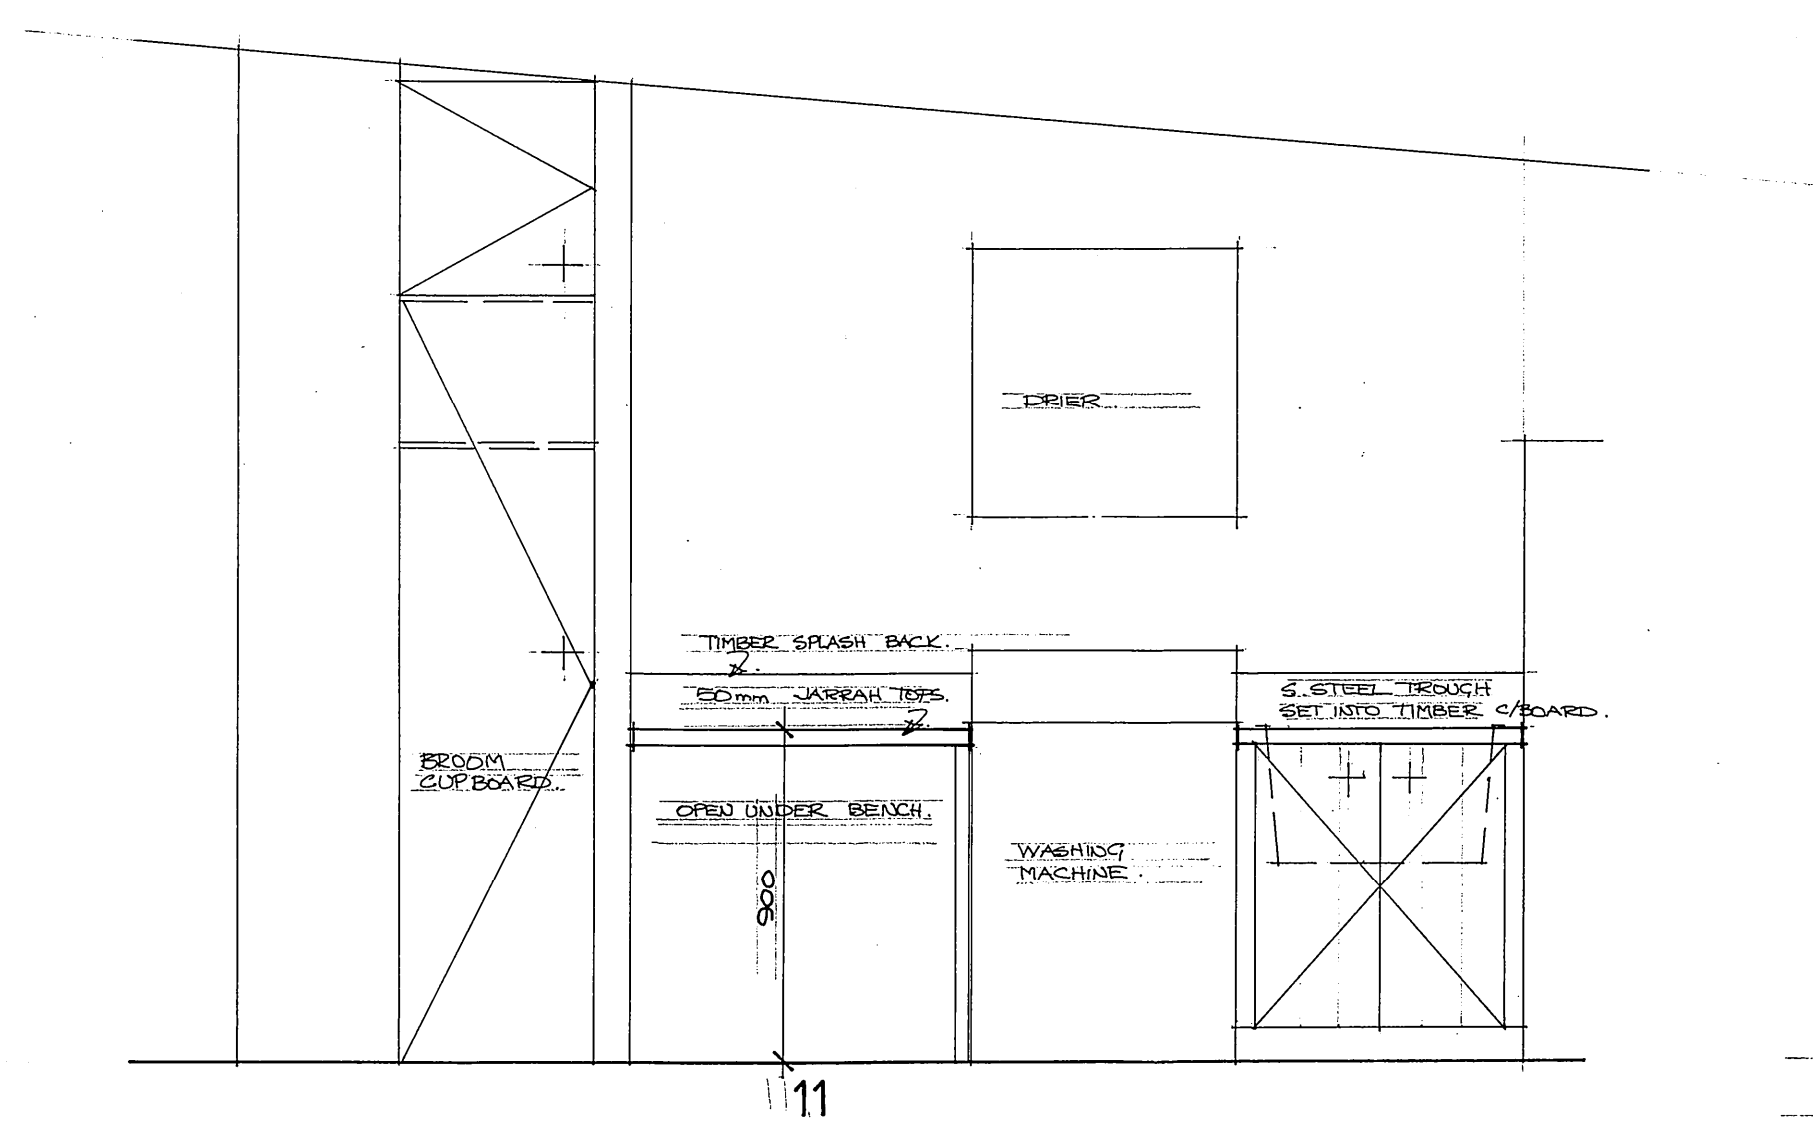 DRIER.
TIMBER SPLASH BACK.
50mm JARRAH TOPS.
S. STEEL TROUGH
SET INTO TIMBER C/BOARD.
BROOM
CUPBOARD.
OPEN UNDER BENCH.
WASHING
MACHINE.
900
11